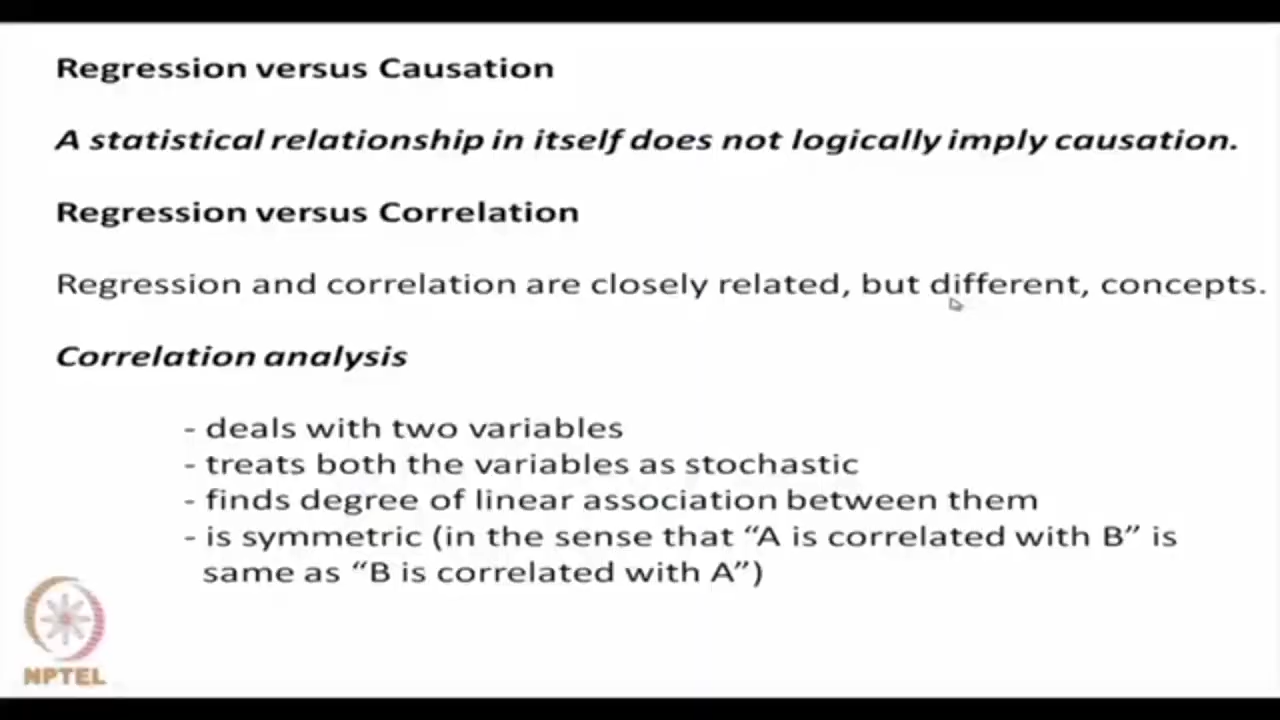 Regression versus Causation
A statistical relationship in itself does not logically imply causation.
Regression versus Correlation
Regression and correlation are closely related, but different, concepts.
Correlation analysis
- deals with two variables
- treats both the variables as stochastic
- finds degree of linear association between them
- is symmetric (in the sense that “A is correlated with B” is
same as “B is correlated with A”)
NPTEL